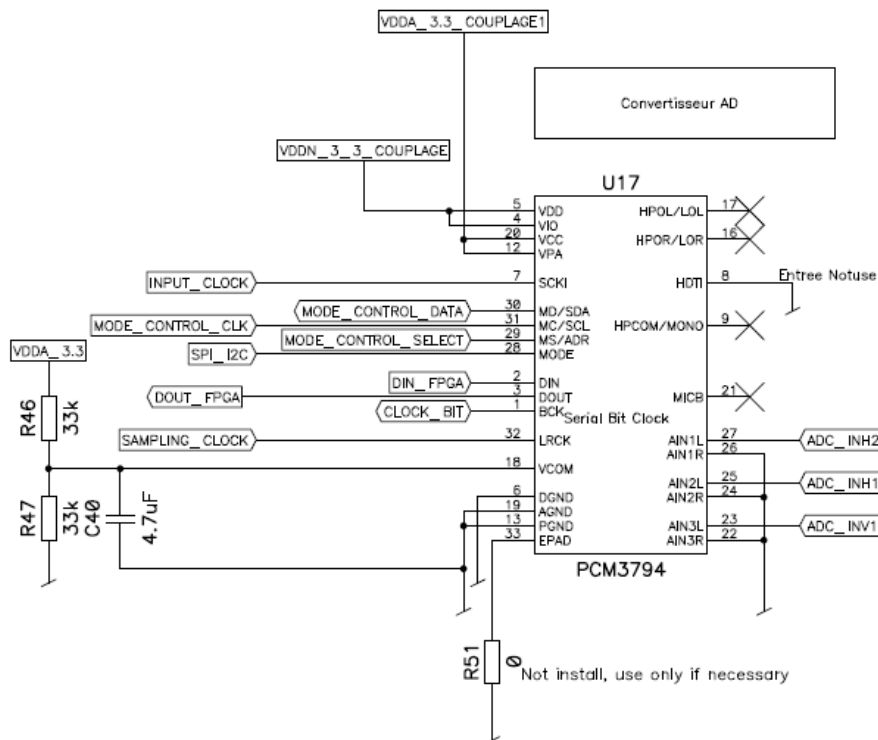 VDDA_3.3_COUPLAGE1
Convertisseur AD
VDDN_3_3_COUPLAGE
U17
5 VDD HPOL/LOL 17
4 VIO
20 VCC HPOR/LOR 16
12 VPA
INPUT_CLOCK 7 SCKI HDTI 8 Entree Notuse
MODE_CONTROL_DATA 30 MD/SDA
MODE_CONTROL_CLK 31 MC/SCL HPCOM/MONO 9
MODE_CONTROL_SELECT 29 MS/ADR
SPI_I2C 28 MODE
VDDA_3.3
DIN_FPGA 2 DIN
DOUT_FPGA 3 DOUT MICB 21
CLOCK_BIT 1 BCK Serial Bit Clock
R46 33k
SAMPLING_CLOCK 32 LRCK AIN1L 27 ADC_INH2
AIN1R 26
18 VCOM
AIN2L 25 ADC_INH1
6 DGND AIN2R 24
R47 33k
C40 4.7uF
19 AGND
13 PGND AIN3L 23 ADC_INV1
33 EPAD AIN3R 22
PCM3794
R51 0 Not install, use only if necessary